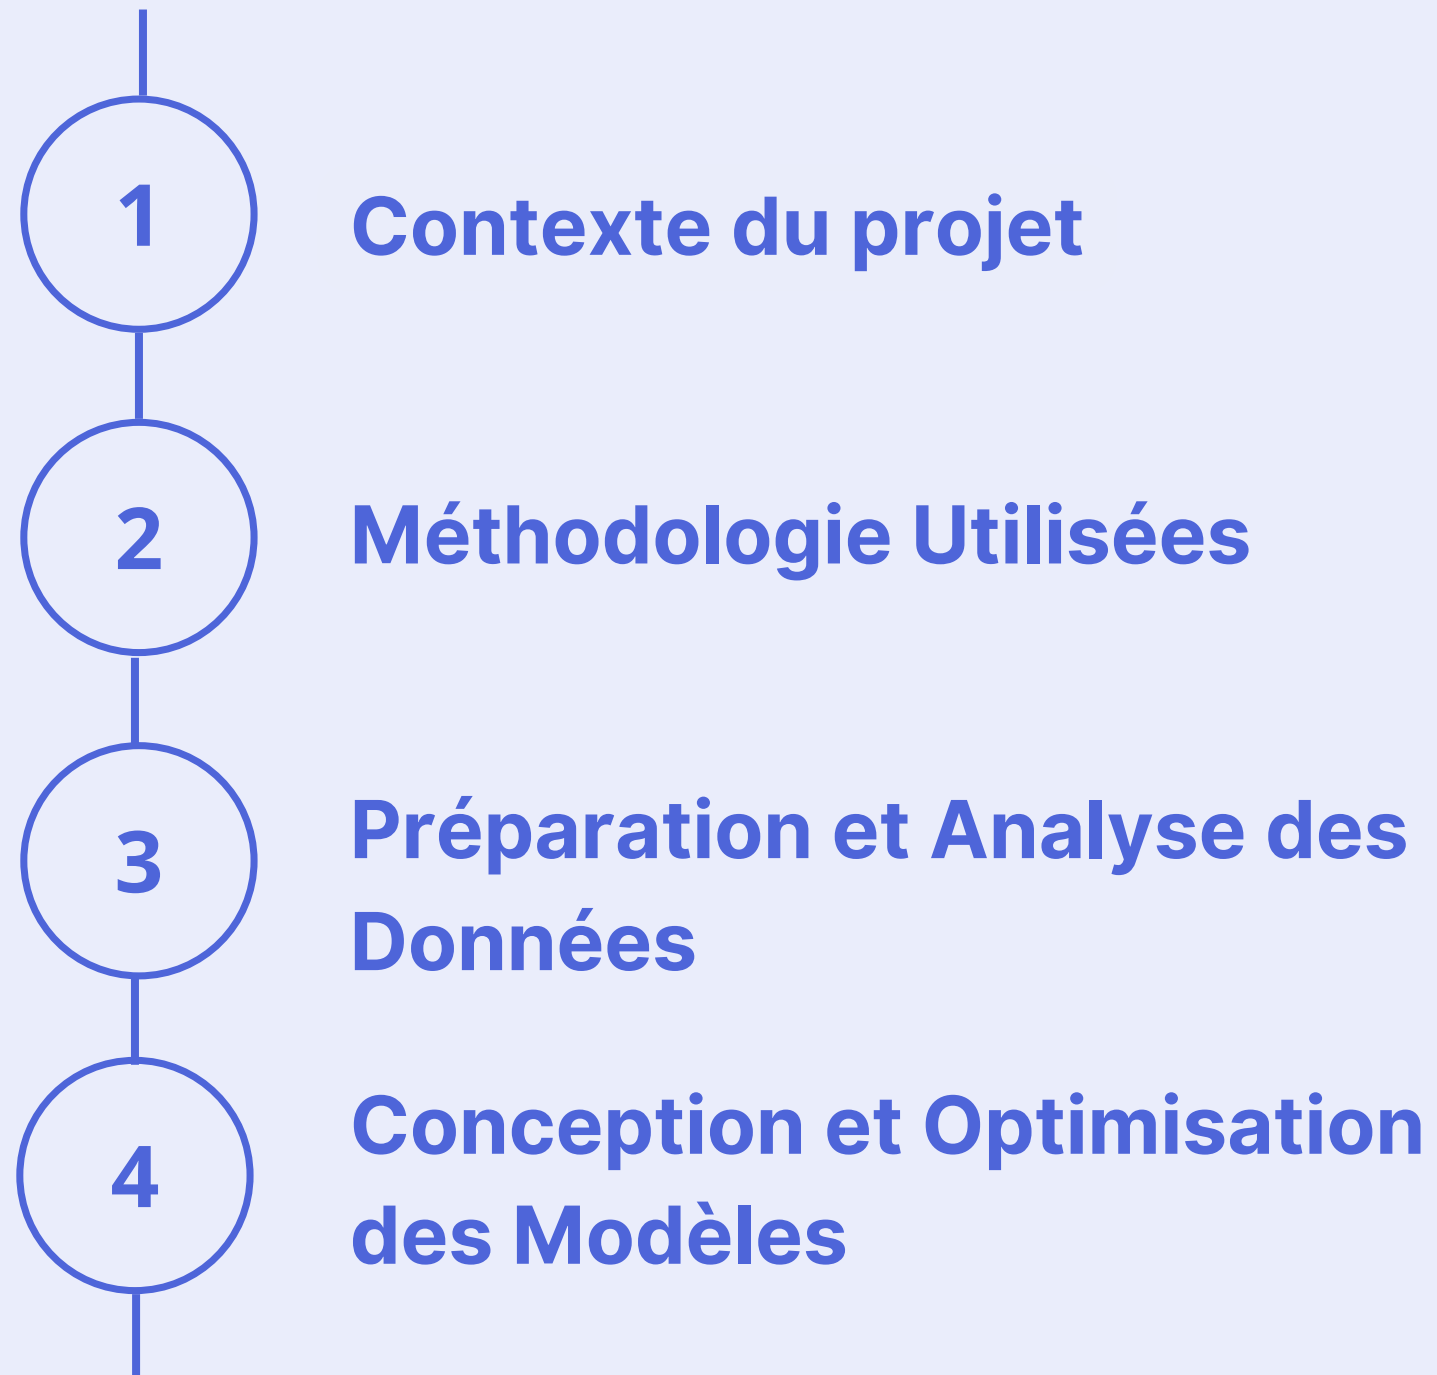 1
Contexte du projet
2
Méthodologie Utilisées
3
Préparation et Analyse des
Données
4
Conception et Optimisation
des Modèles